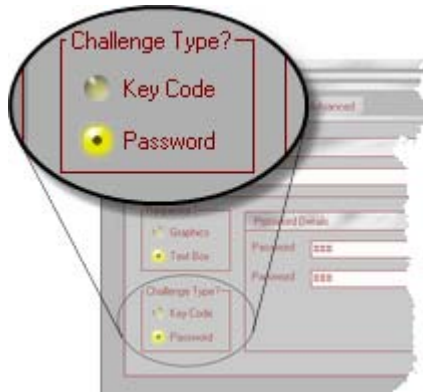 Challenge Type?
Key Code
Password
Advanced
Password Details
Graphics
Text Box
Password
Password
Challenge Type?
Key Code
Password